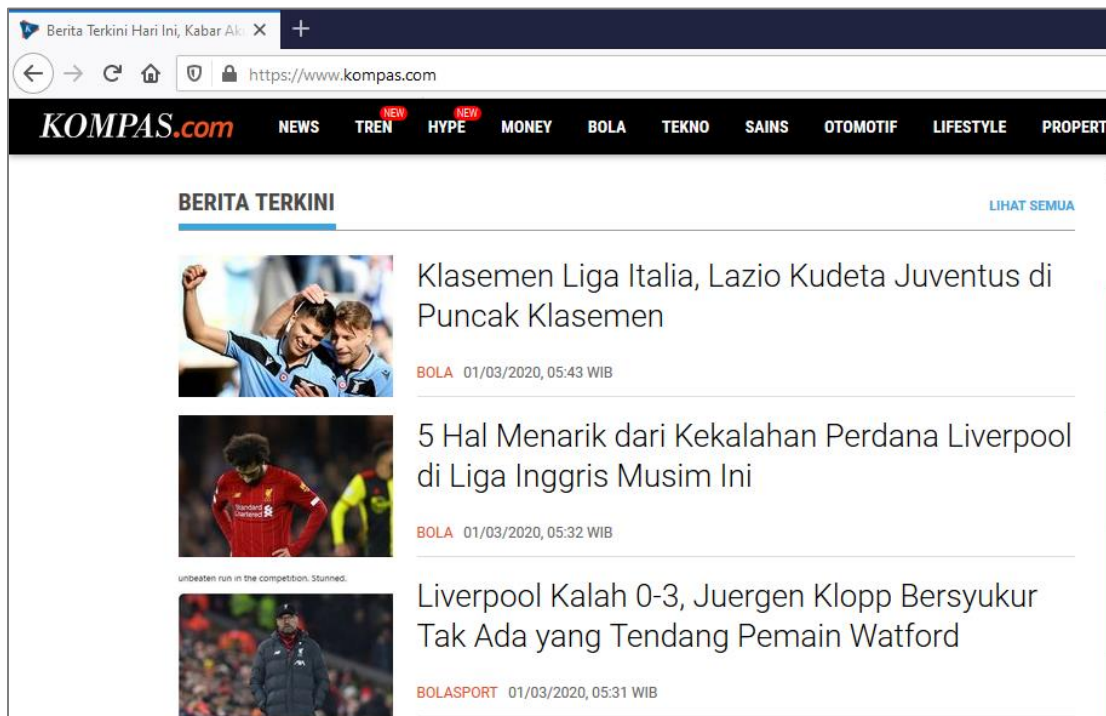 Berita Terkini Hari Ini, Kabar Ak
https://www.kompas.com
KOMPAS.com NEWS TREN NEW HYPE NEW MONEY BOLA TEKNO SAINS OTOMOTIF LIFESTYLE PROPERT
BERITA TERKINI LIHAT SEMUA
Klasemen Liga Italia, Lazio Kudeta Juventus di
Puncak Klasemen
BOLA 01/03/2020, 05:43 WIB
5 Hal Menarik dari Kekalahan Perdana Liverpool
di Liga Inggris Musim Ini
Standard
Chartered
BOLA 01/03/2020, 05:32 WIB
unbeaten run in the competition. Stunned.
Liverpool Kalah 0-3, Juergen Klopp Bersyukur
Tak Ada yang Tendang Pemain Watford
BOLASPORT 01/03/2020, 05:31 WIB